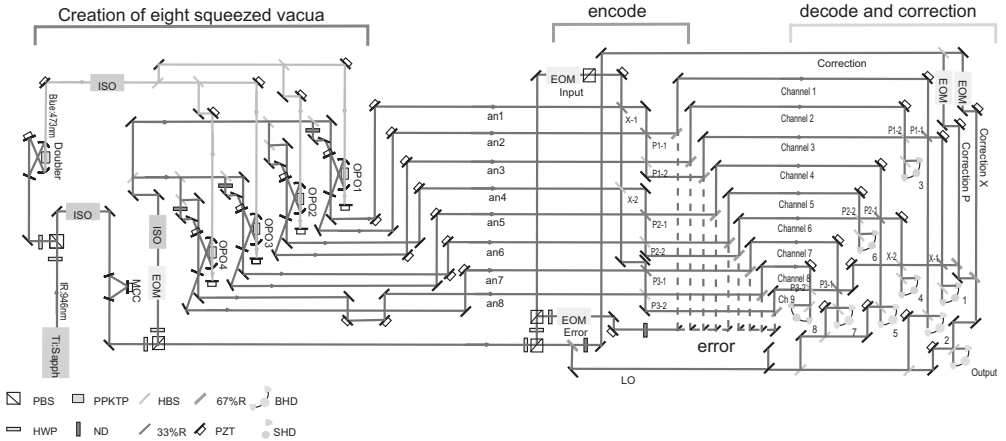 Creation of eight squeezed vacua
encode
decode and correction
ISO
Blue:473nm
Doubler
ISO
IR:946nm
Ti:Sapph
MCC
ISO
EOM
OPO1
OPO2
OPO3
OPO4
an1
an2
an3
an4
an5
an6
an7
an8
EOM
Input
X-1
P1-1
P1-2
X-2
P2-1
P2-2
P3-1
P3-2
EOM
Error
error
LO
Correction
Channel 1
Channel 2
Channel 3
Channel 4
Channel 5
Channel 6
Channel 7
Channel 8
Ch 9
EOM
EOM
Correction X
Correction P
P1-2
P1-1
3
P2-2
P2-1
6
X-2
X-1
4
1
P3-2
P3-1
8
7
5
2
Output
PBS
PPKTP
HBS
67%R
BHD
HWP
ND
33%R
PZT
SHD